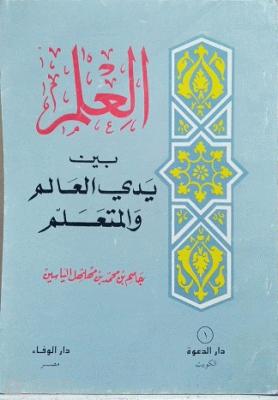 العلم
بين
يدي العالم
والمتعلم
جاسم بن محمد بن مهلهل الياسين
١
دار الدعوة
الكويت
دار الوفاء
مصر